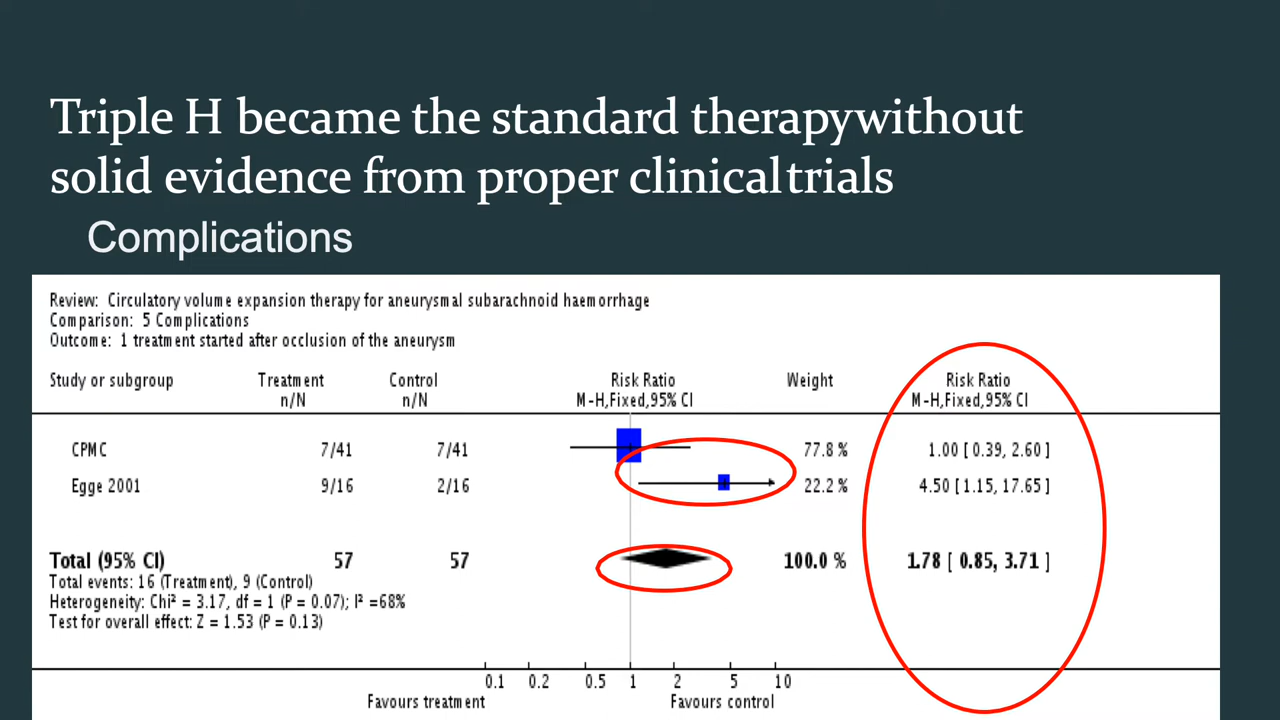 Triple H became the standard therapywithout
solid evidence from proper clinical trials
Complications
Review: Circulatory volume expansion therapy for aneurysmal subarachnoid haemorrhage
Comparison: 5 Complications
Outcome: 1 treatment started after occlusion of the aneurysm
Study or subgroup Treatment Control Risk Ratio Weight Risk Ratio
n/N n/N M-H,Fixed,95% CI M-H,Fixed,95% CI
CPMC 7/41 7/41 77.8 % 1.00 [ 0.39, 2.60 ]
Egge 2001 9/16 2/16 22.2 % 4.50 [ 1.15, 17.65 ]
Total (95% CI) 57 57 100.0 % 1.78 [ 0.85, 3.71 ]
Total events: 16 (Treatment), 9 (Control)
Heterogeneity: Chi² = 3.17, df = 1 (P = 0.07); I² =68%
Test for overall effect: Z = 1.53 (P = 0.13)
0.1 0.2 0.5 1 2 5 10
Favours treatment Favours control